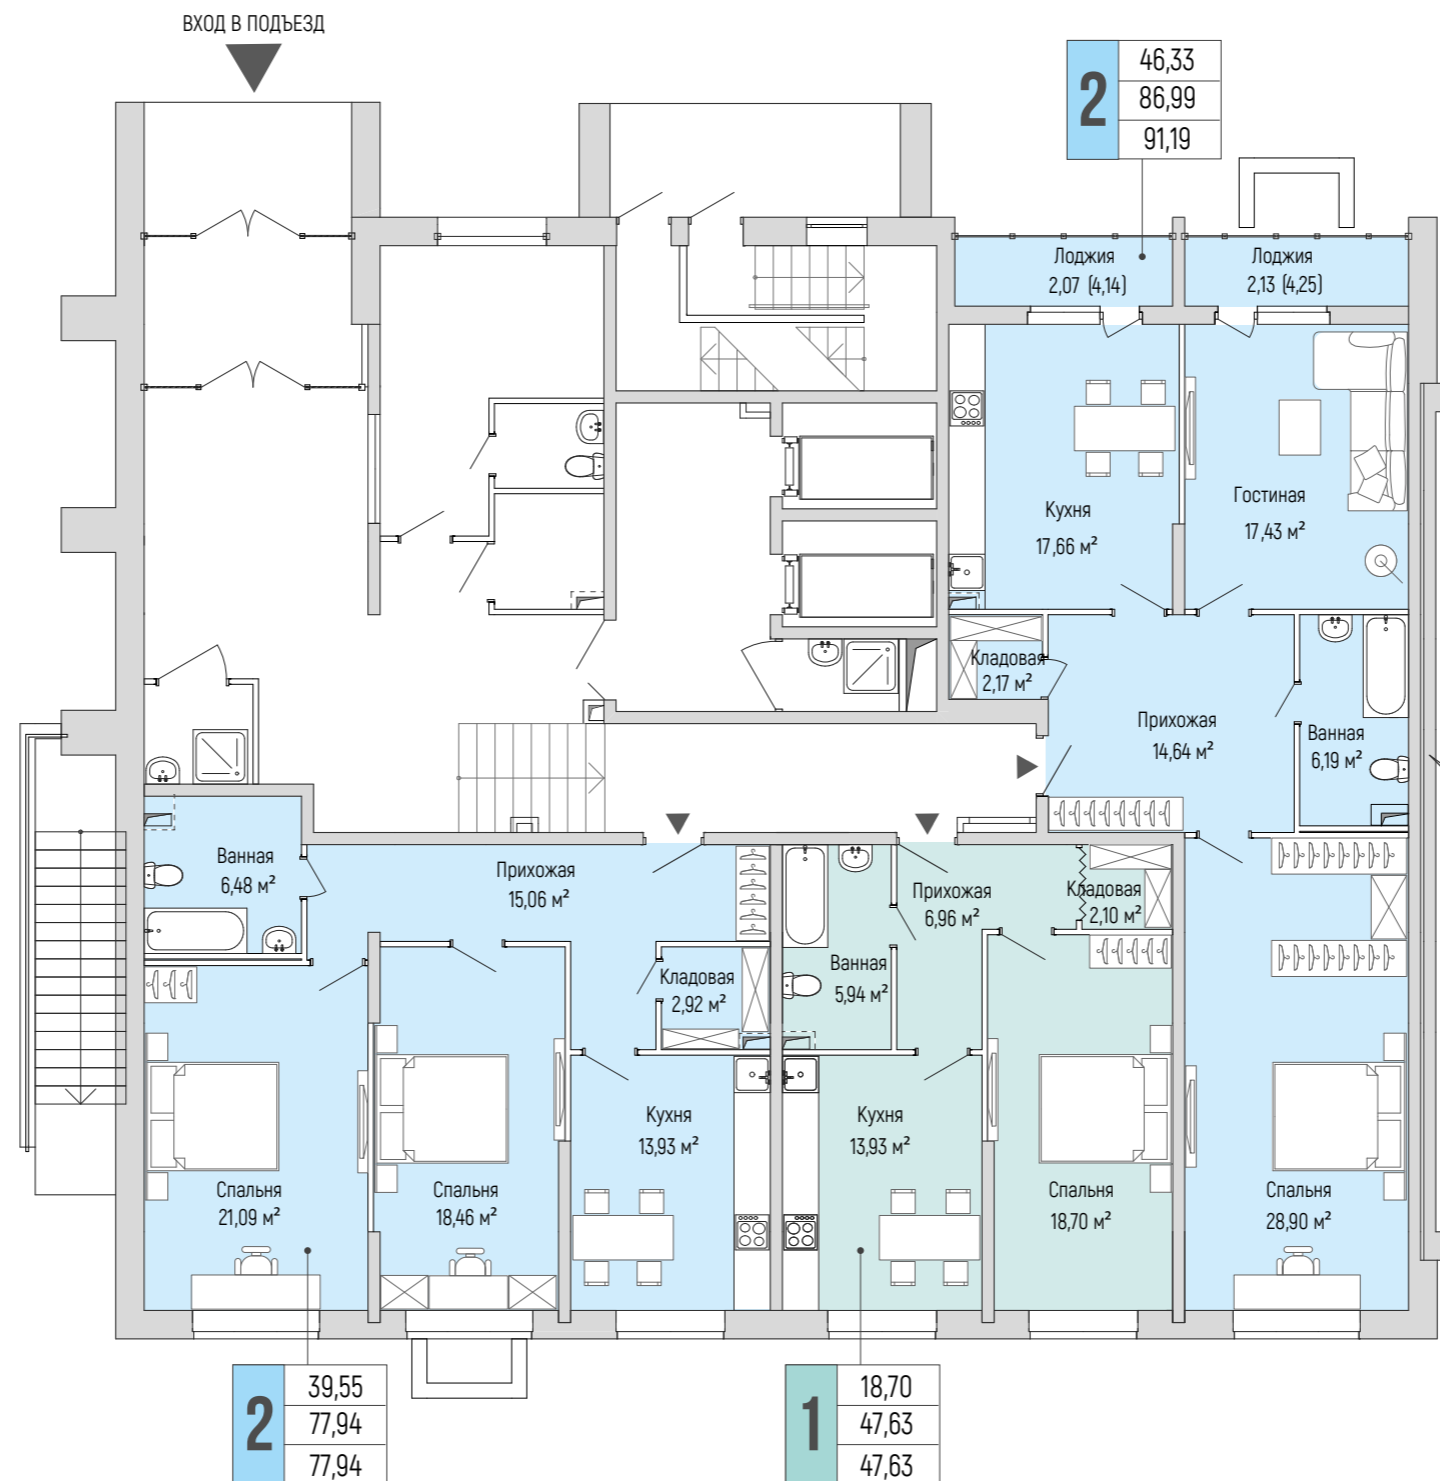 ВХОД В ПОДЪЕЗД
2
46,33
86,99
91,19
Лоджия
2,07 (4,14)
Лоджия
2,13 (4,25)
Кухня
17,66 м²
Гостиная
17,43 м²
Кладовая
2,17 м²
Прихожая
14,64 м²
Ванная
6,19 м²
Ванная
6,48 м²
Прихожая
15,06 м²
Прихожая
6,96 м²
Кладовая
2,10 м²
Кладовая
2,92 м²
Ванная
5,94 м²
Кухня
13,93 м²
Кухня
13,93 м²
Спальня
21,09 м²
Спальня
18,46 м²
Спальня
18,70 м²
Спальня
28,90 м²
2
39,55
77,94
77,94
1
18,70
47,63
47,63